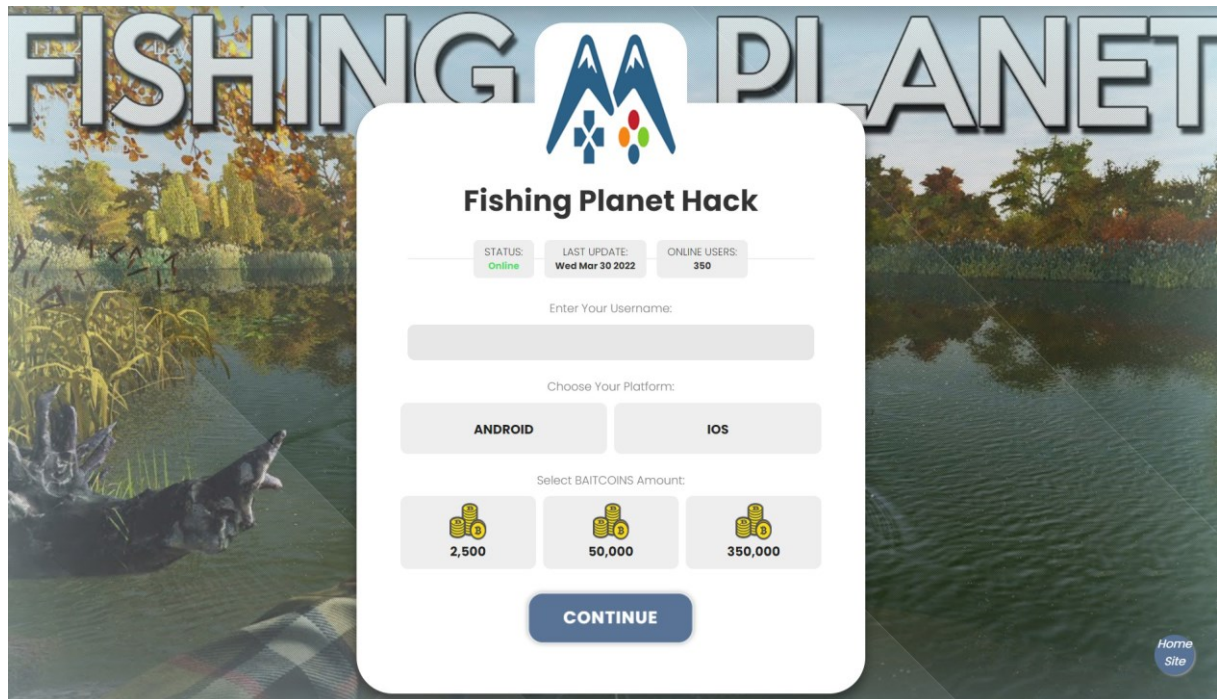 FISHING PLANET
Fishing Planet Hack
STATUS: LAST UPDATE: ONLINE USERS:
Online Wed Mar 30 2022 350
Enter Your Username:
Choose Your Platform:
ANDROID IOS
Select BAITCOINS Amount:
2,500 50,000 350,000
CONTINUE
Home
Site